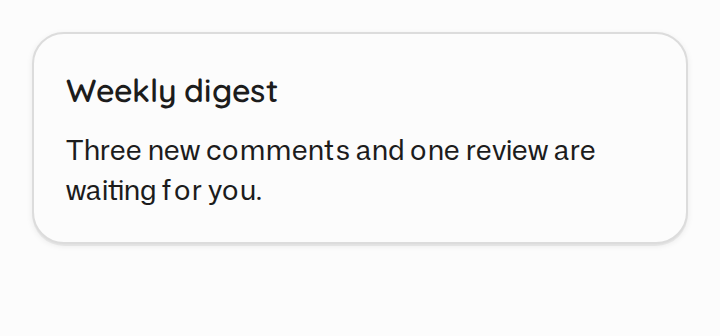 Weekly digest
Three new comments and one review are
waiting for you.